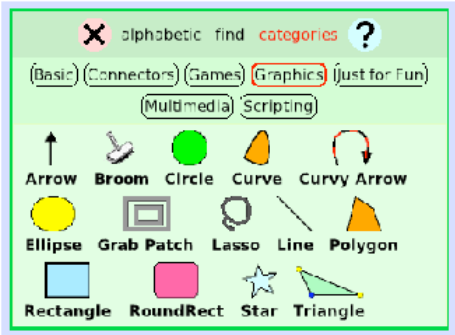 alphabetic find categories ?
Basic Connectors Games Graphics Just for Fun
Multimedia Scripting
Arrow Broom Circle Curve Curvy Arrow
Ellipse Grab Patch Lasso Line Polygon
Rectangle RoundRect Star Triangle